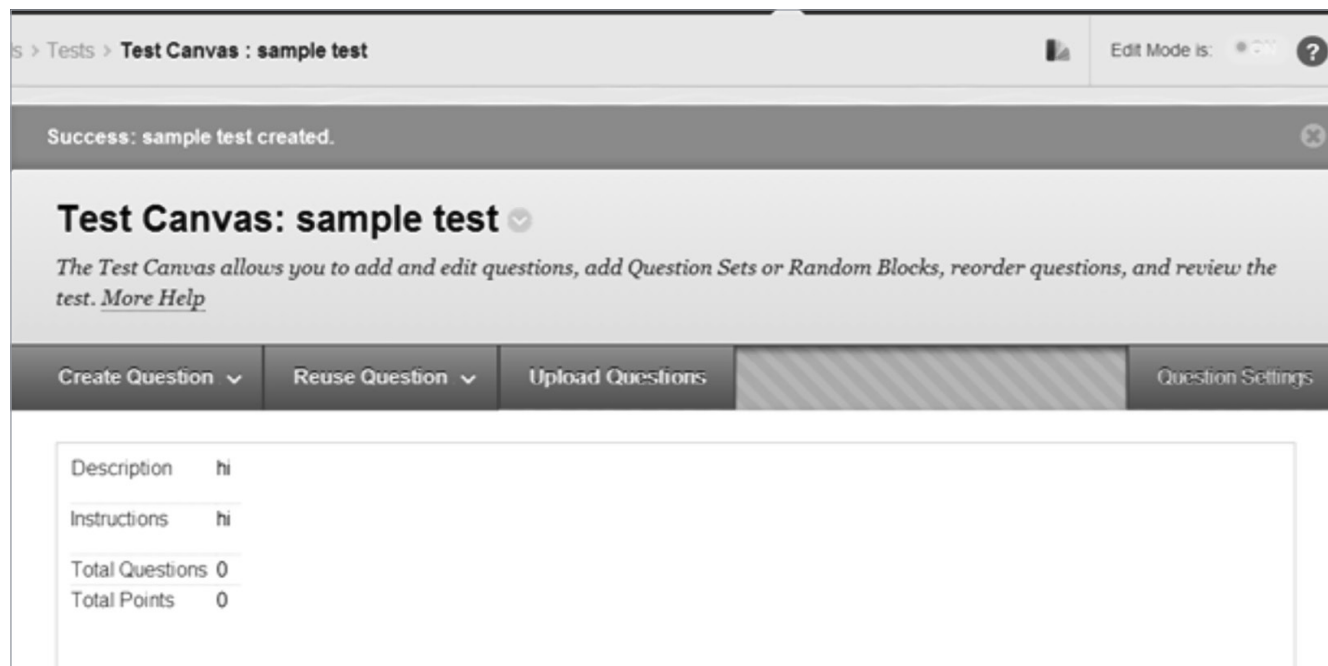 s > Tests > Test Canvas : sample test
Edit Mode is:
?
Success: sample test created.
Test Canvas: sample test
The Test Canvas allows you to add and edit questions, add Question Sets or Random Blocks, reorder questions, and review the
test. More Help
Create Question Reuse Question Upload Questions Question Settings
Description hi
Instructions hi
Total Questions 0
Total Points 0